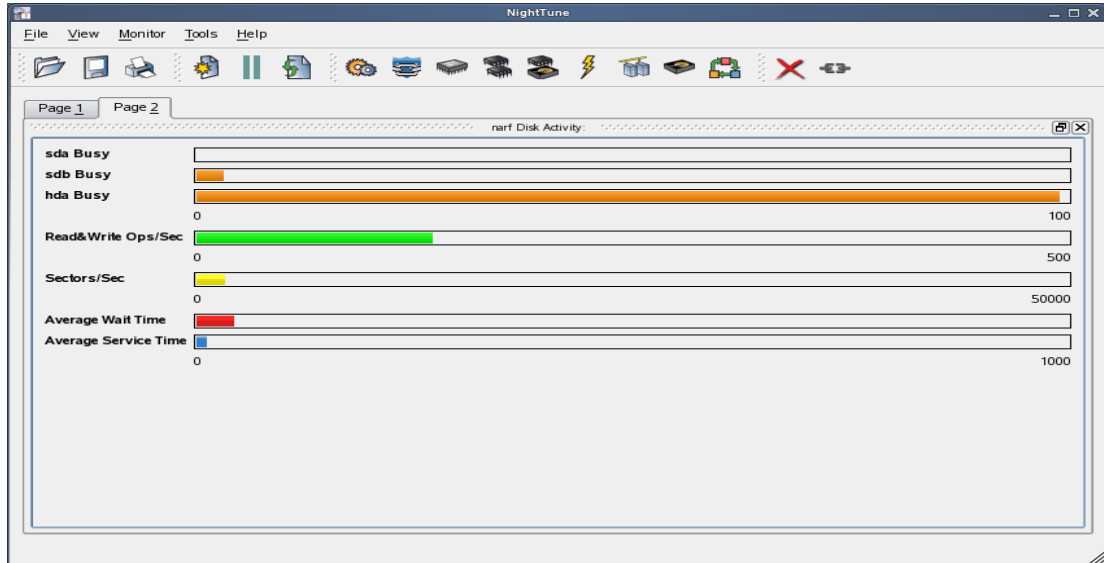 NightTune
File View Monitor Tools Help
Page 1 Page 2
narf Disk Activity:
sda Busy
sdb Busy
hda Busy
0 100
Read&Write Ops/Sec
0 500
Sectors/Sec
0 50000
Average Wait Time
Average Service Time
0 1000